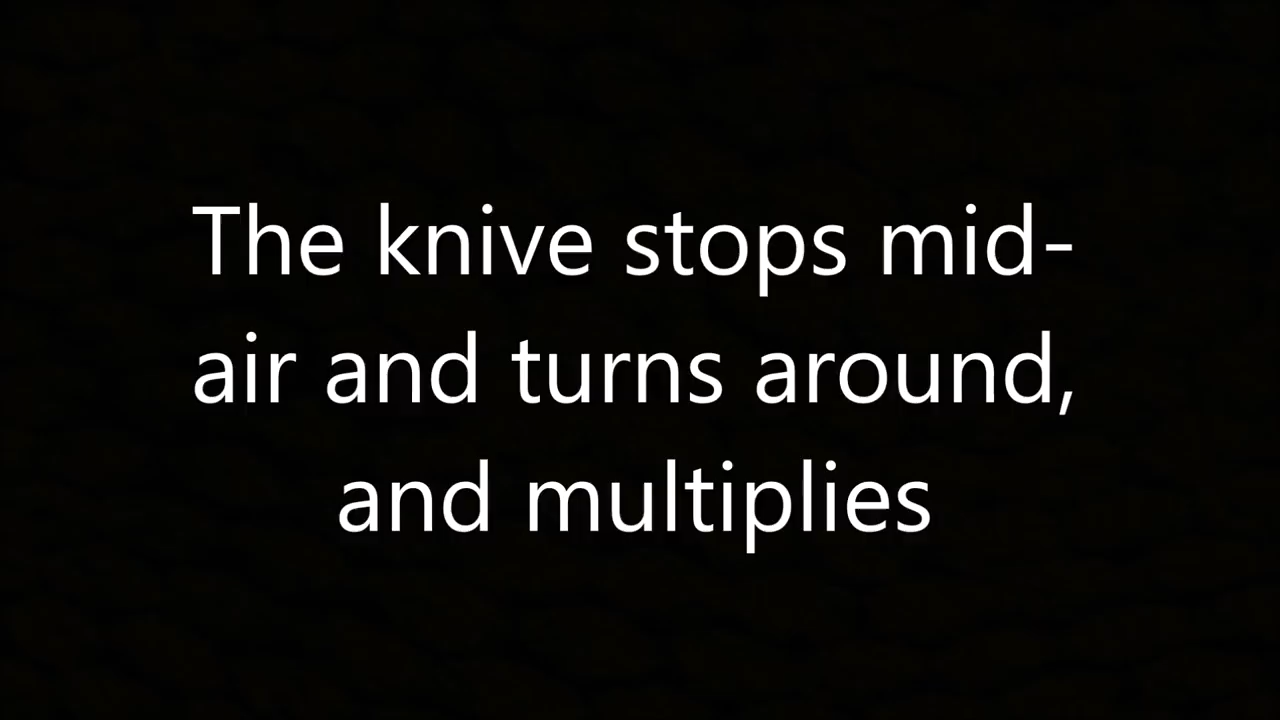 The knive stops mid-
air and turns around,
and multiplies